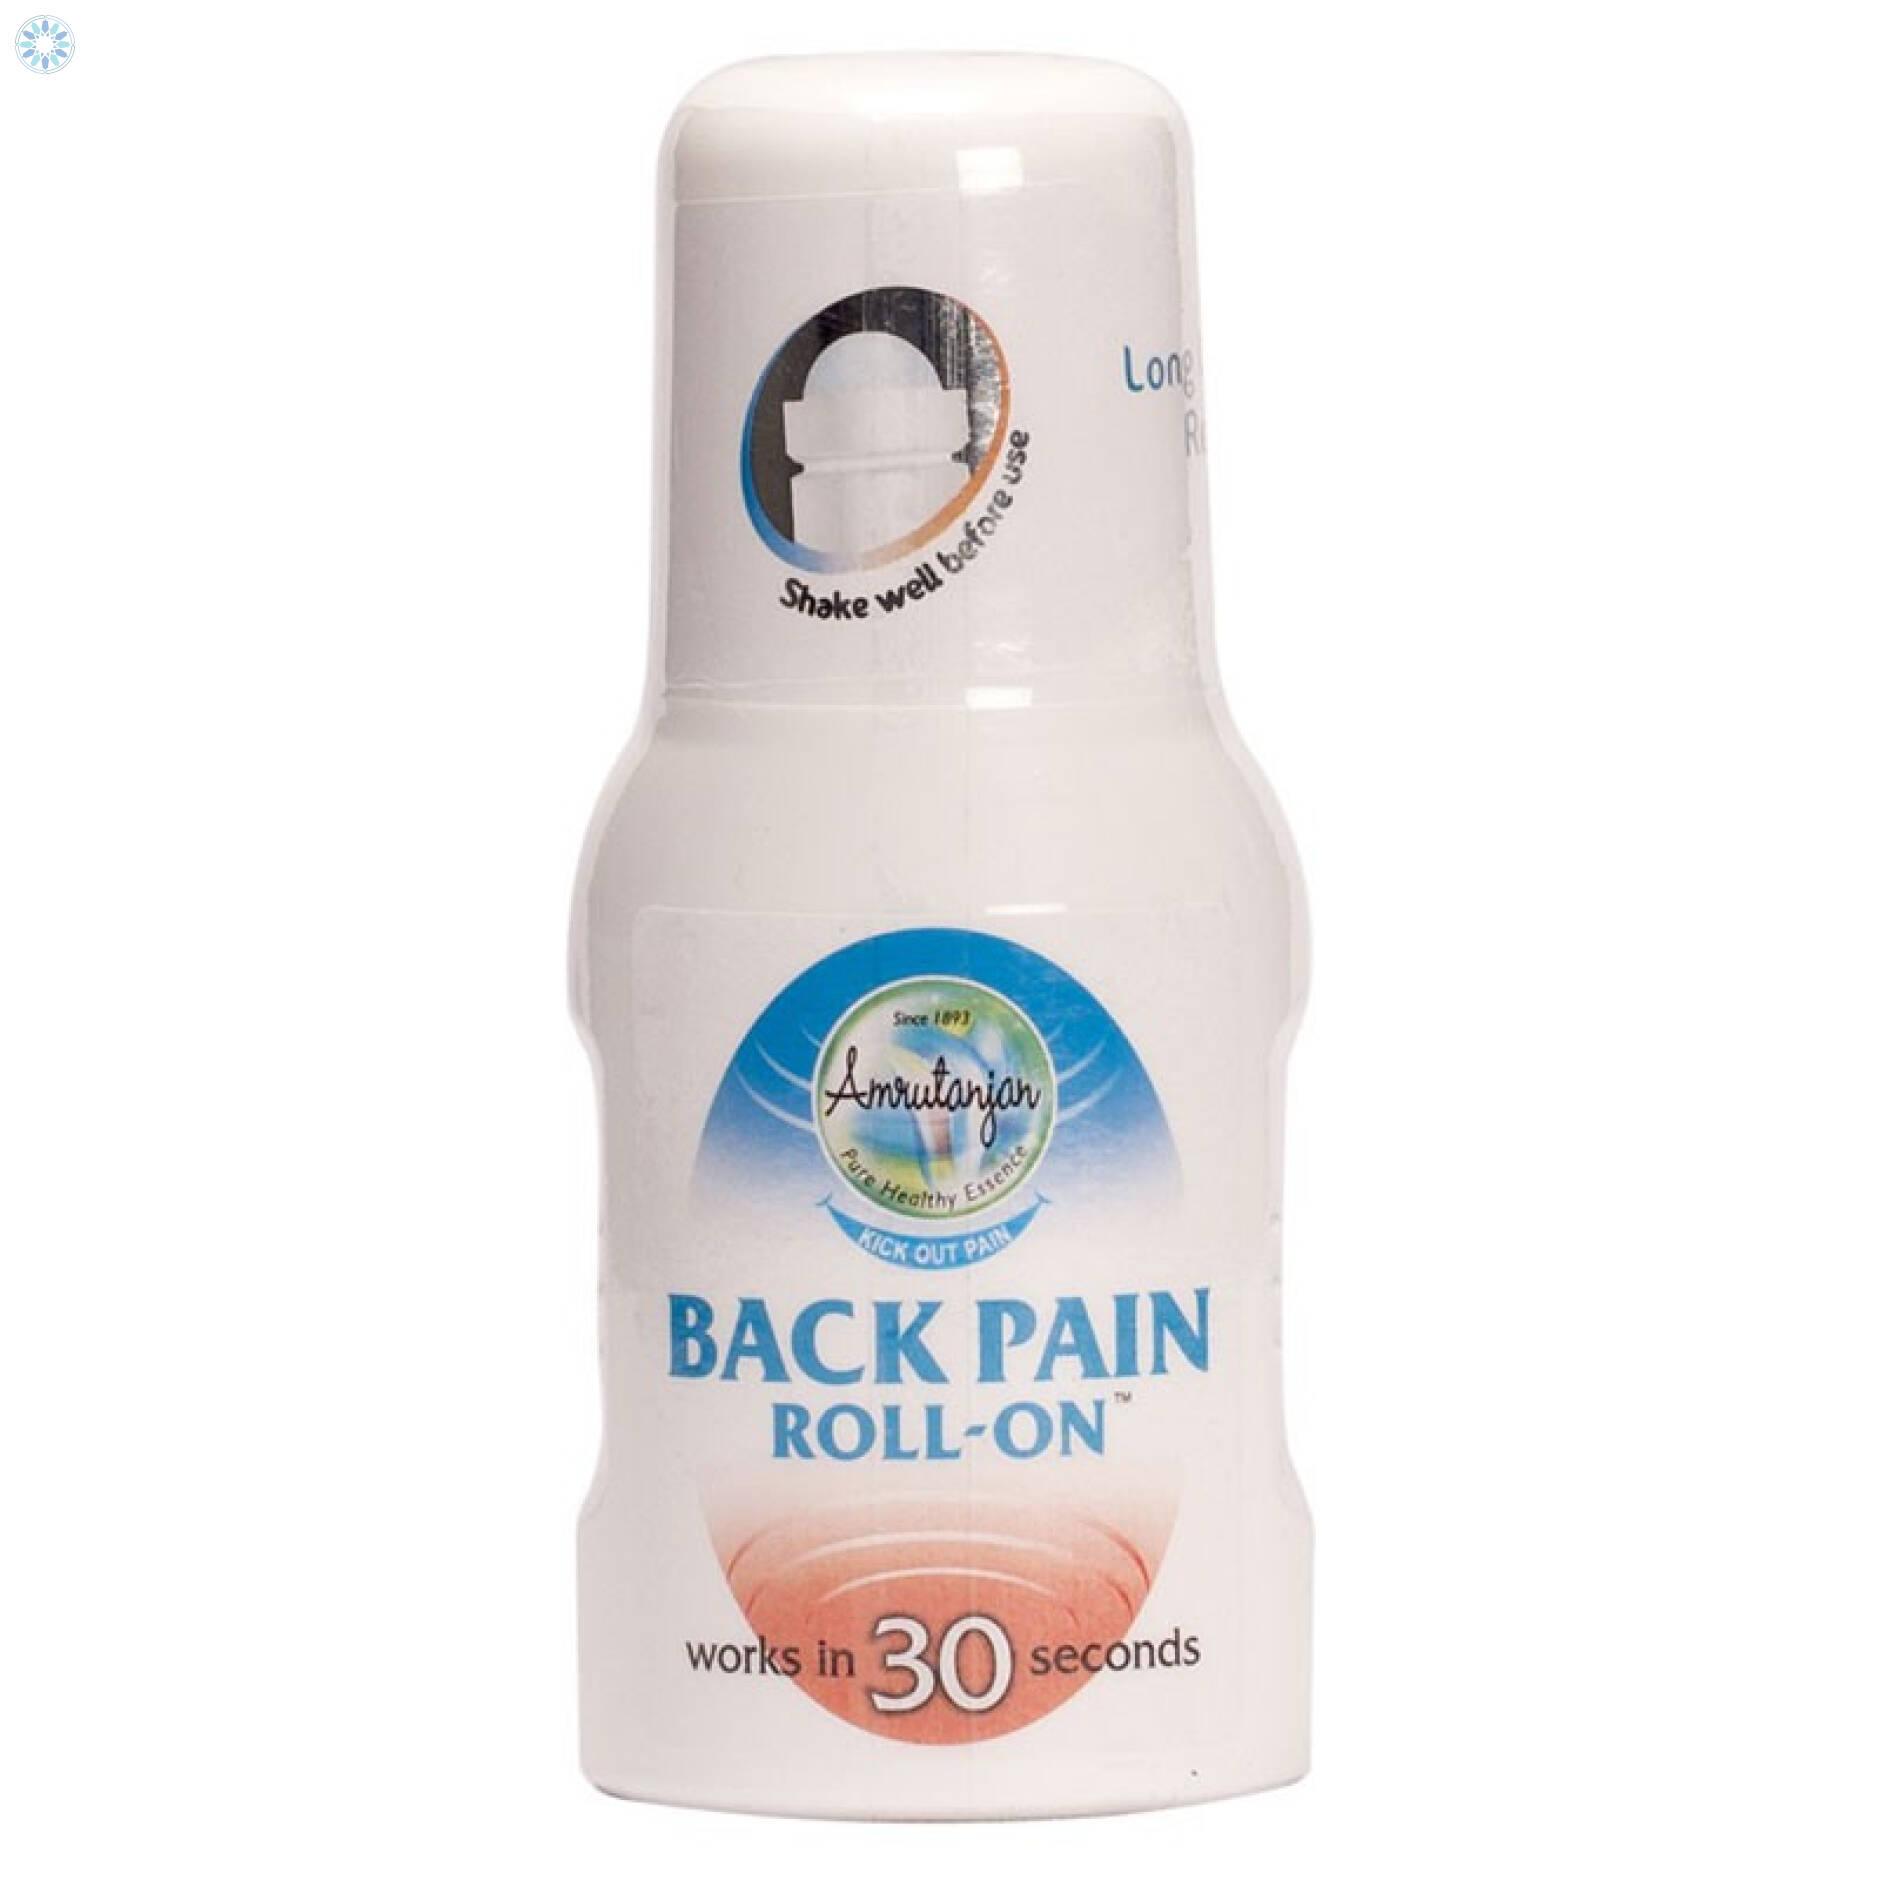 Long
Shake well before use
Since 1893
Amrutanjan
Pure Healthy Essence
KICK OUT PAIN
BACK PAIN
ROLL-ON™
works in 30 seconds